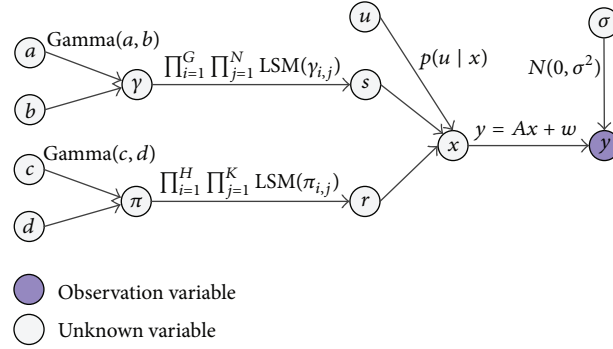 u
σ
a
Gamma(a, b)
b
γ
∏_{i=1}^{G} ∏_{j=1}^{N} LSM(γ_{i,j})
s
p(u | x)
N(0, σ²)
x
y = Ax + w
y
c
Gamma(c, d)
d
π
∏_{i=1}^{H} ∏_{j=1}^{K} LSM(π_{i,j})
r
Observation variable
Unknown variable